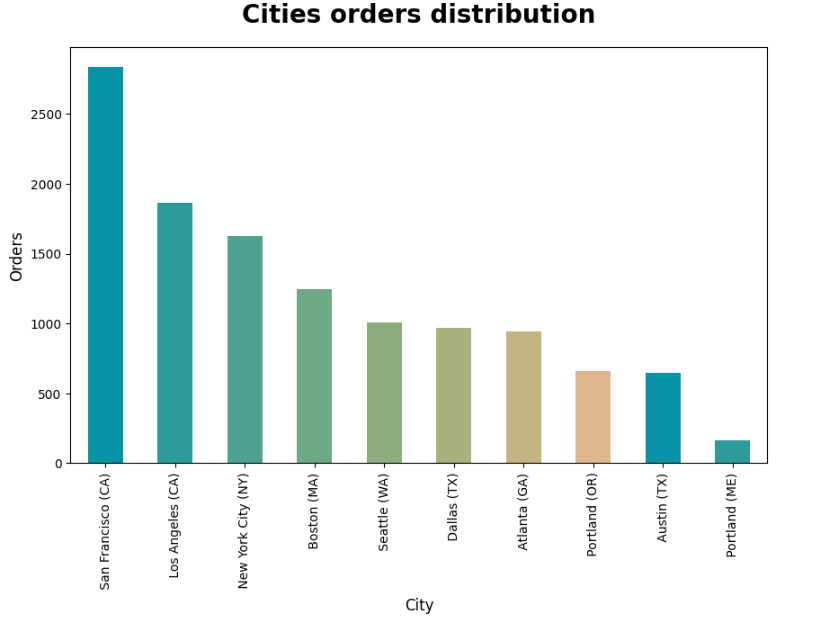 Cities orders distribution
Orders
2500
2000
1500
1000
500
0
San Francisco (CA)
Los Angeles (CA)
New York City (NY)
Boston (MA)
Seattle (WA)
Dallas (TX)
Atlanta (GA)
Portland (OR)
Austin (TX)
Portland (ME)
City